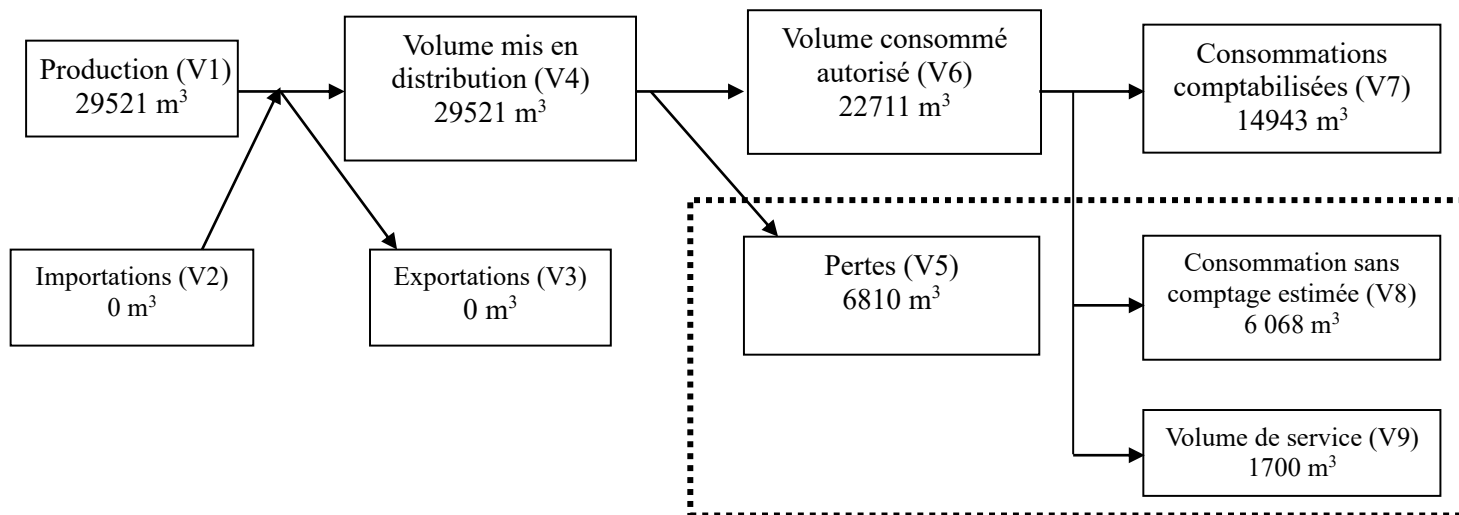 Production (V1)
29521 m³
Volume mis en
distribution (V4)
29521 m³
Volume consommé
autorisé (V6)
22711 m³
Consommations
comptabilisées (V7)
14943 m³
Importations (V2)
0 m³
Exportations (V3)
0 m³
Pertes (V5)
6810 m³
Consommation sans
comptage estimée (V8)
6 068 m³
Volume de service (V9)
1700 m³